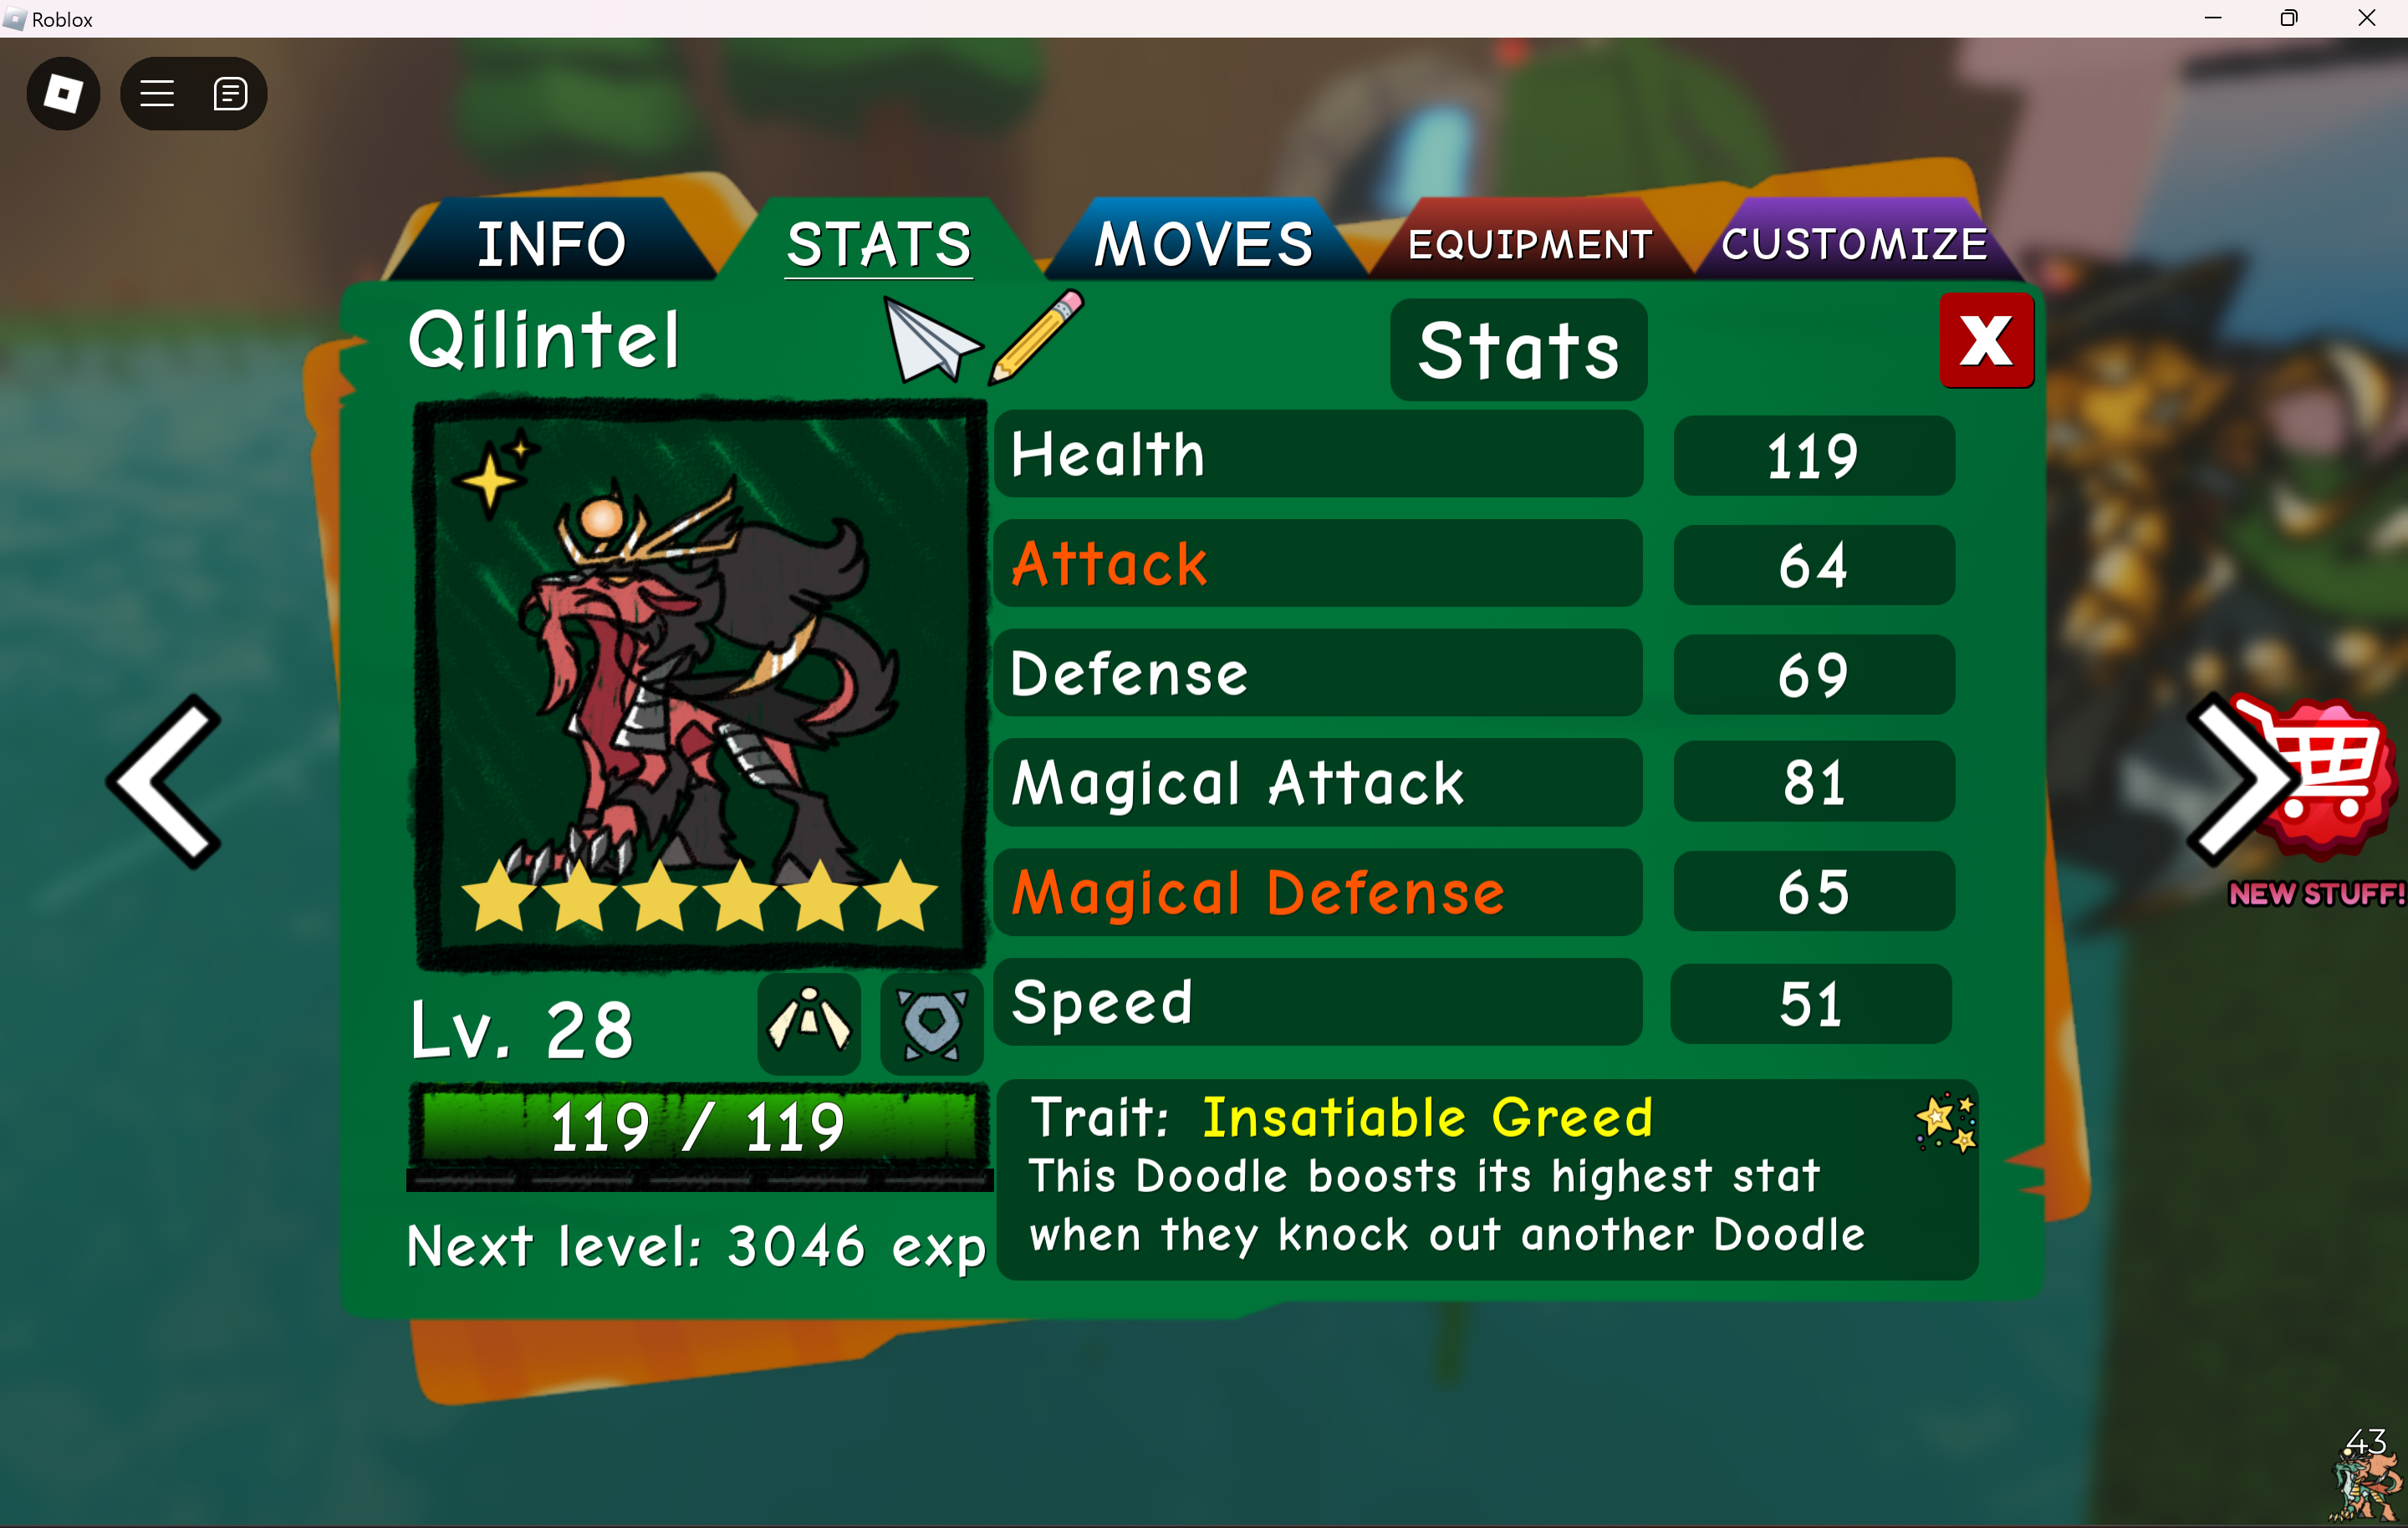 Roblox
INFO
STATS
MOVES
EQUIPMENT
CUSTOMIZE
Qilintel
Stats
X
Health
119
Attack
64
Defense
69
Magical Attack
81
Magical Defense
65
Speed
51
NEW STUFF!
Lv. 28
119 / 119
Next level: 3046 exp
Trait: Insatiable Greed
This Doodle boosts its highest stat
when they knock out another Doodle
43